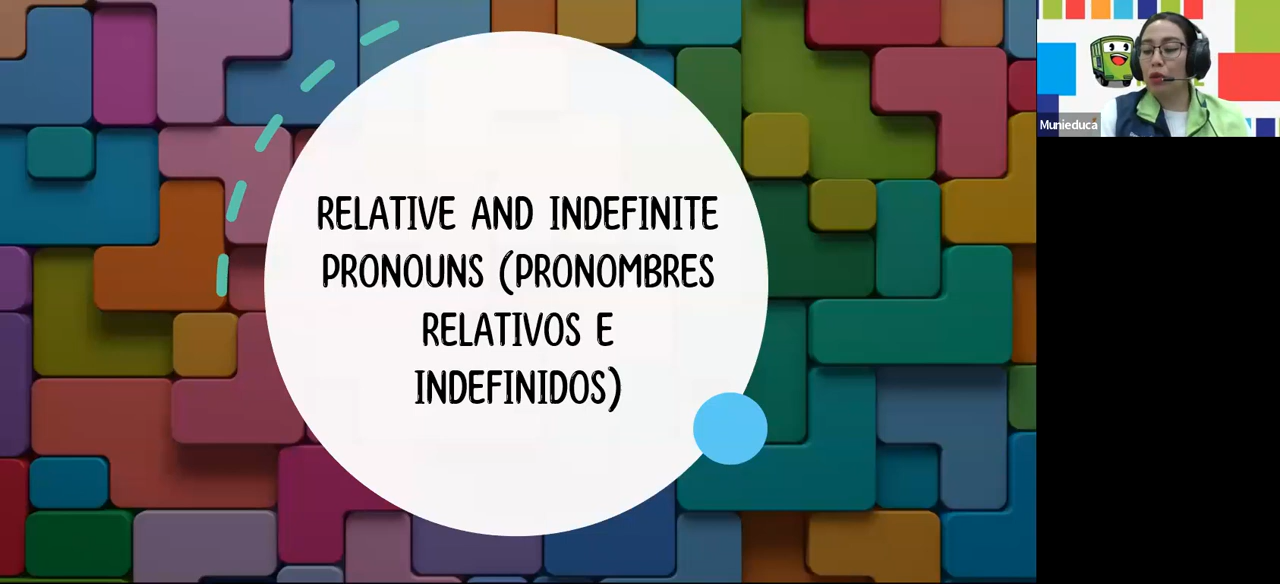 RELATIVE AND INDEFINITE
PRONOUNS (PRONOMBRES
RELATIVOS E
INDEFINIDOS)
Munieduca